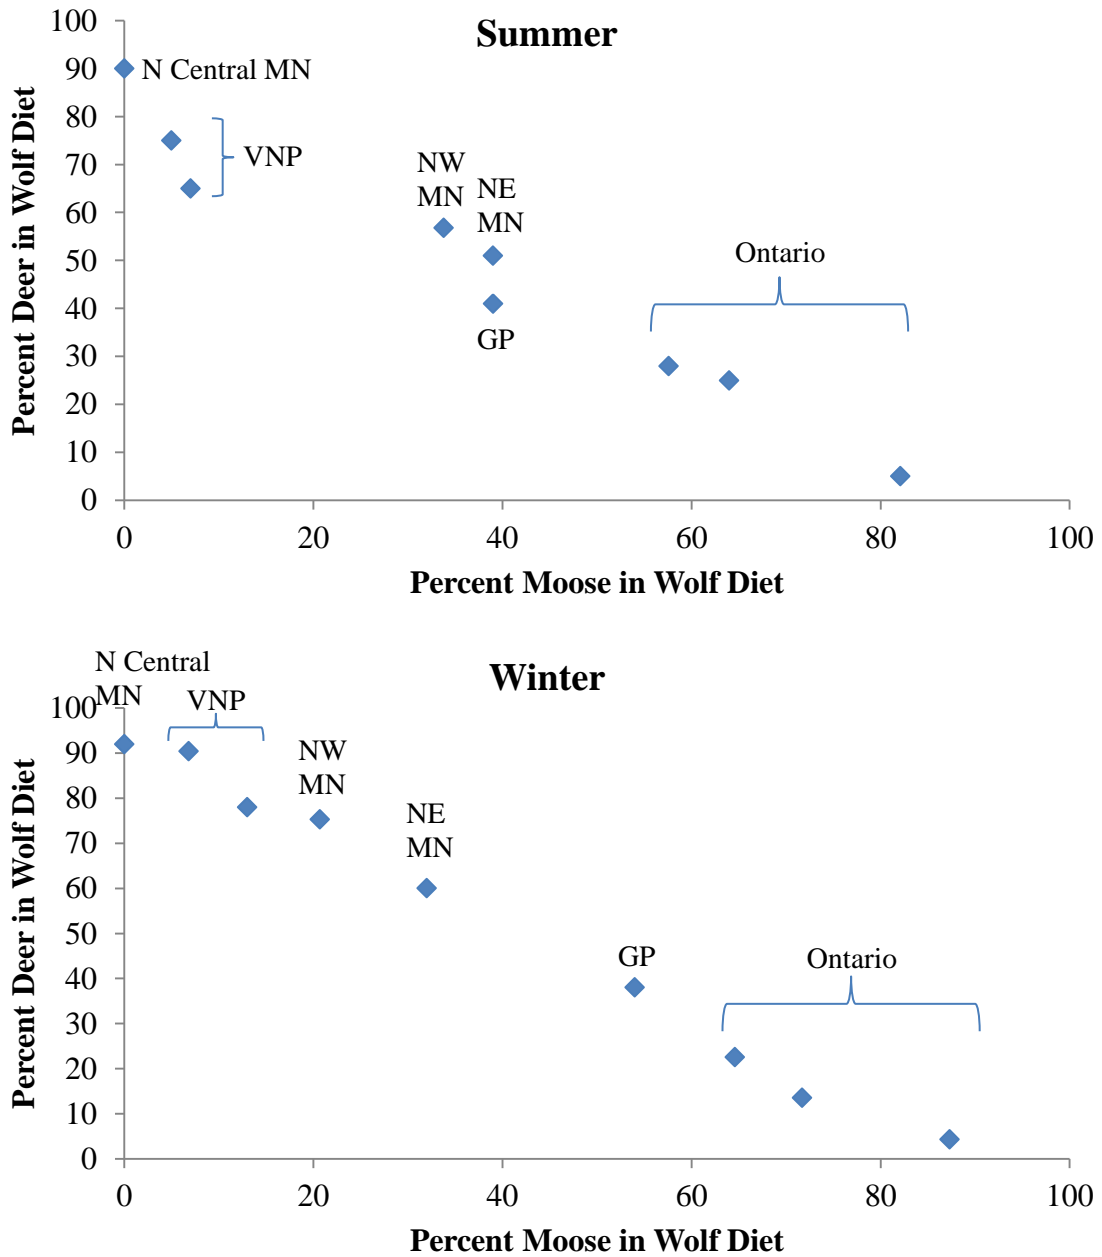 Summer
100
90
80
70
60
50
40
30
20
10
0
Percent Deer in Wolf Diet
N Central MN
VNP
NW
MN
NE
MN
GP
Ontario
0 20 40 60 80 100
Percent Moose in Wolf Diet
Winter
100
90
80
70
60
50
40
30
20
10
0
Percent Deer in Wolf Diet
N Central
MN
VNP
NW
MN
NE
MN
GP
Ontario
0 20 40 60 80 100
Percent Moose in Wolf Diet